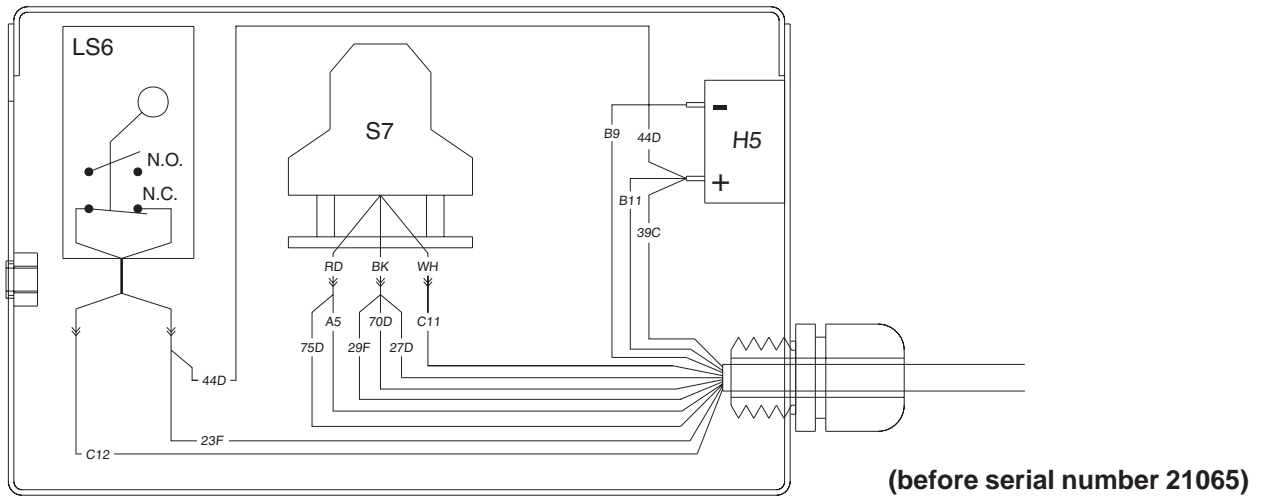 LS6
N.O.
N.C.
S7
RD
BK
WH
A5
70D
C11
75D
29F
27D
44D
23F
C12
B9
44D
B11
39C
H5
-
+
(before serial number 21065)